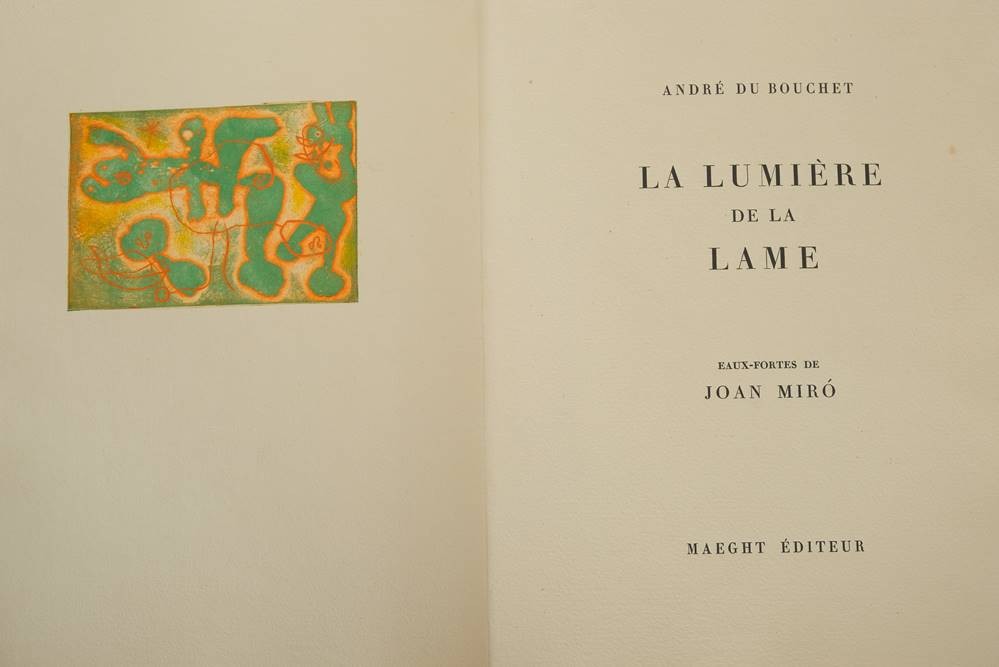 ANDRÉ DU BOUCHET
LA LUMIÈRE
DE LA
LAME
EAUX-FORTES DE
JOAN MIRÓ
MAEGHT ÉDITEUR